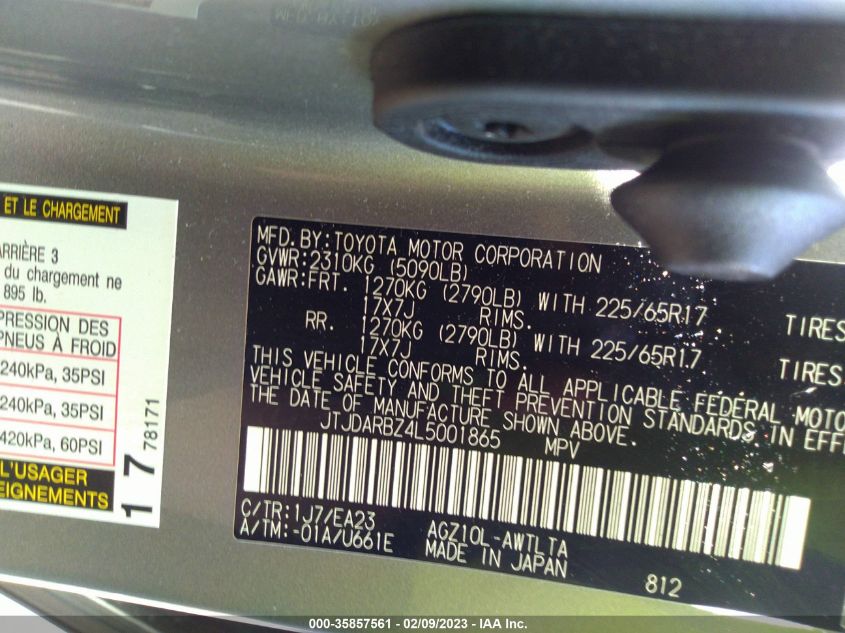 ET LE CHARGEMENT
ARRIÈRE 3
du chargement ne
895 lb.
PRESSION DES
PNEUS À FROID
240kPa, 35PSI
240kPa, 35PSI
420kPa, 60PSI
L'USAGER
EIGNEMENTS
17 78171
MFD. BY:TOYOTA MOTOR CORPORATION
GVWR:2310KG (5090LB)
GAWR:FRT. 1270KG (2790LB) WITH 225/65R17 TIRES
17X7J RIMS.
RR. 1270KG (2790LB) WITH 225/65R17 TIRES
17X7J RIMS.
THIS VEHICLE CONFORMS TO ALL APPLICABLE FEDERAL MOTO
VEHICLE SAFETY AND THEFT PREVENTION STANDARDS IN EFF
THE DATE OF MANUFACTURE SHOWN ABOVE.
JTJDARBZ4L5001865 MPV
C/TR:1J7/EA23 AGZ10L-AWTLTA
A/TM:-01A/U661E MADE IN JAPAN
812
000-35857561 - 02/09/2023 - IAA Inc.